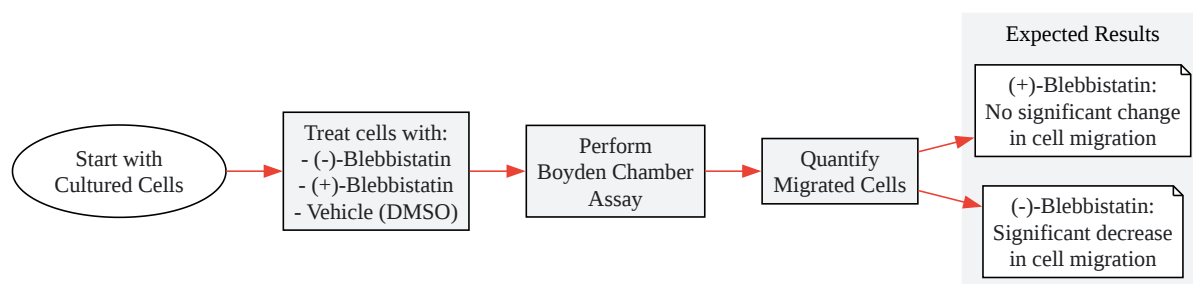 Start with
Cultured Cells
Treat cells with:
- (-)-Blebbistatin
- (+)-Blebbistatin
- Vehicle (DMSO)
Perform
Boyden Chamber
Assay
Quantify
Migrated Cells
Expected Results
(+)-Blebbistatin:
No significant change
in cell migration
(-)-Blebbistatin:
Significant decrease
in cell migration